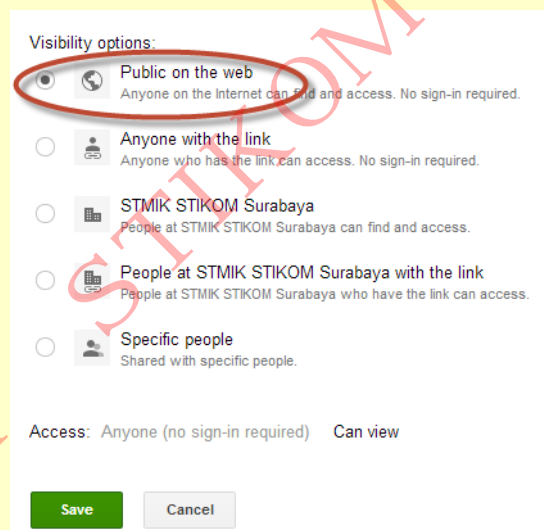 Visibility options:
Public on the web
Anyone on the Internet can find and access. No sign-in required.
Anyone with the link
Anyone who has the link can access. No sign-in required.
STMIK STIKOM Surabaya
People at STMIK STIKOM Surabaya can find and access.
People at STMIK STIKOM Surabaya with the link
People at STMIK STIKOM Surabaya who have the link can access.
Specific people
Shared with specific people.
Access: Anyone (no sign-in required) Can view
Save Cancel
STIKOM